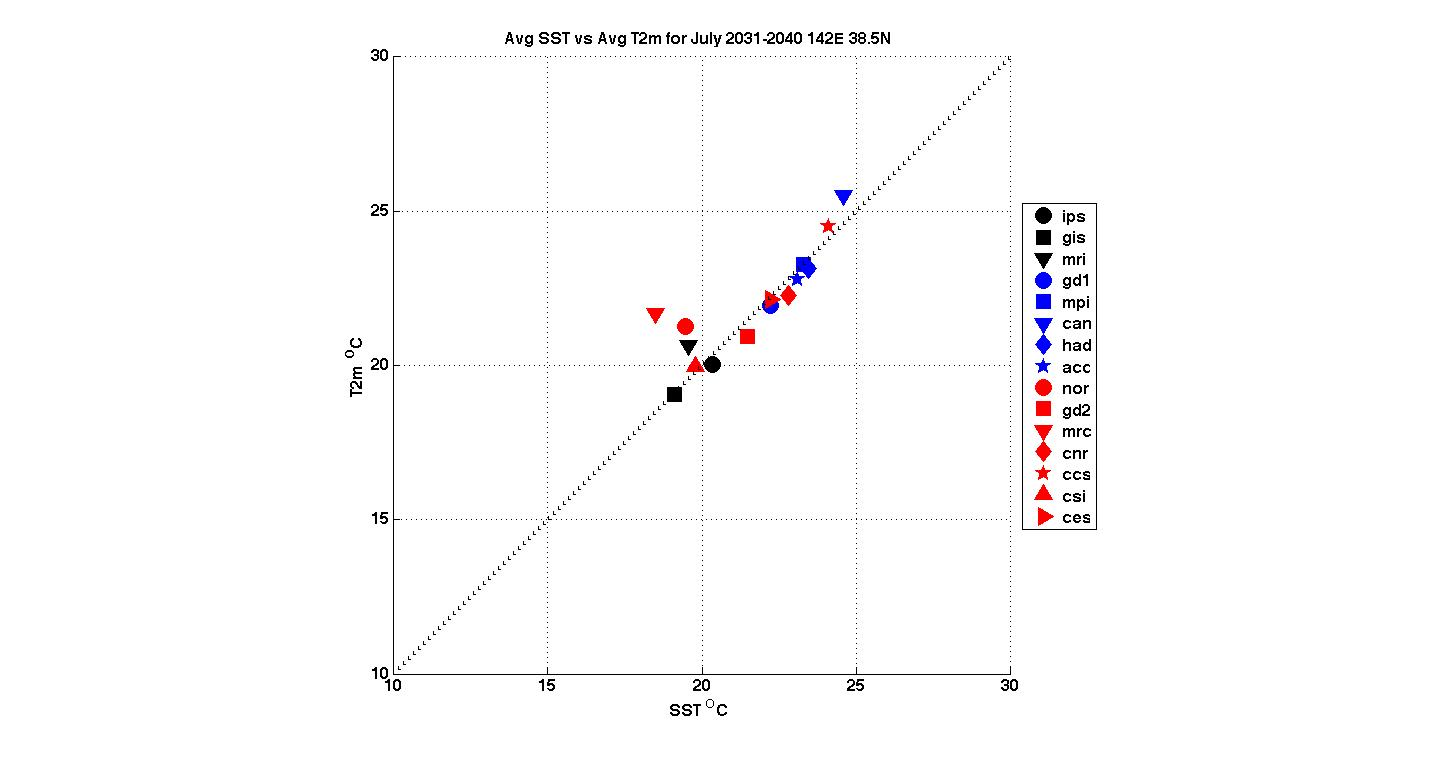 Avg SST vs Avg T2m for July 2031-2040 142E 38.5N
30
25
20
15
10
T2m °C
10 15 20 25 30
SST °C
ips
gis
mri
gd1
mpi
can
had
acc
nor
gd2
mrc
cnr
ccs
csi
ces